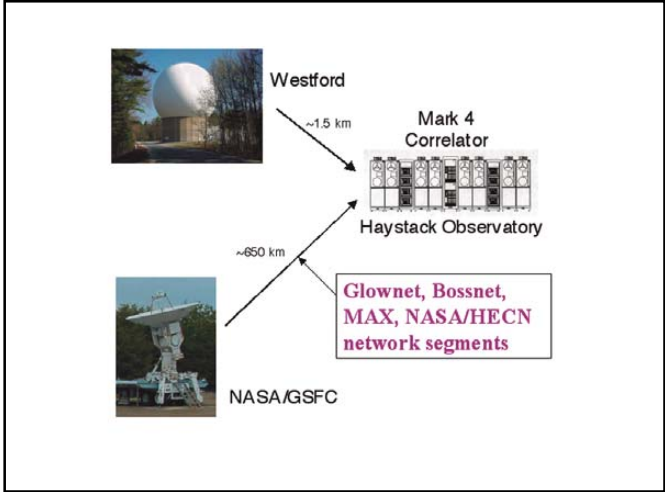 Westford
~1.5 km
Mark 4
Correlator
Haystack Observatory
~650 km
Glownet, Bossnet,
MAX, NASA/HECN
network segments
NASA/GSFC